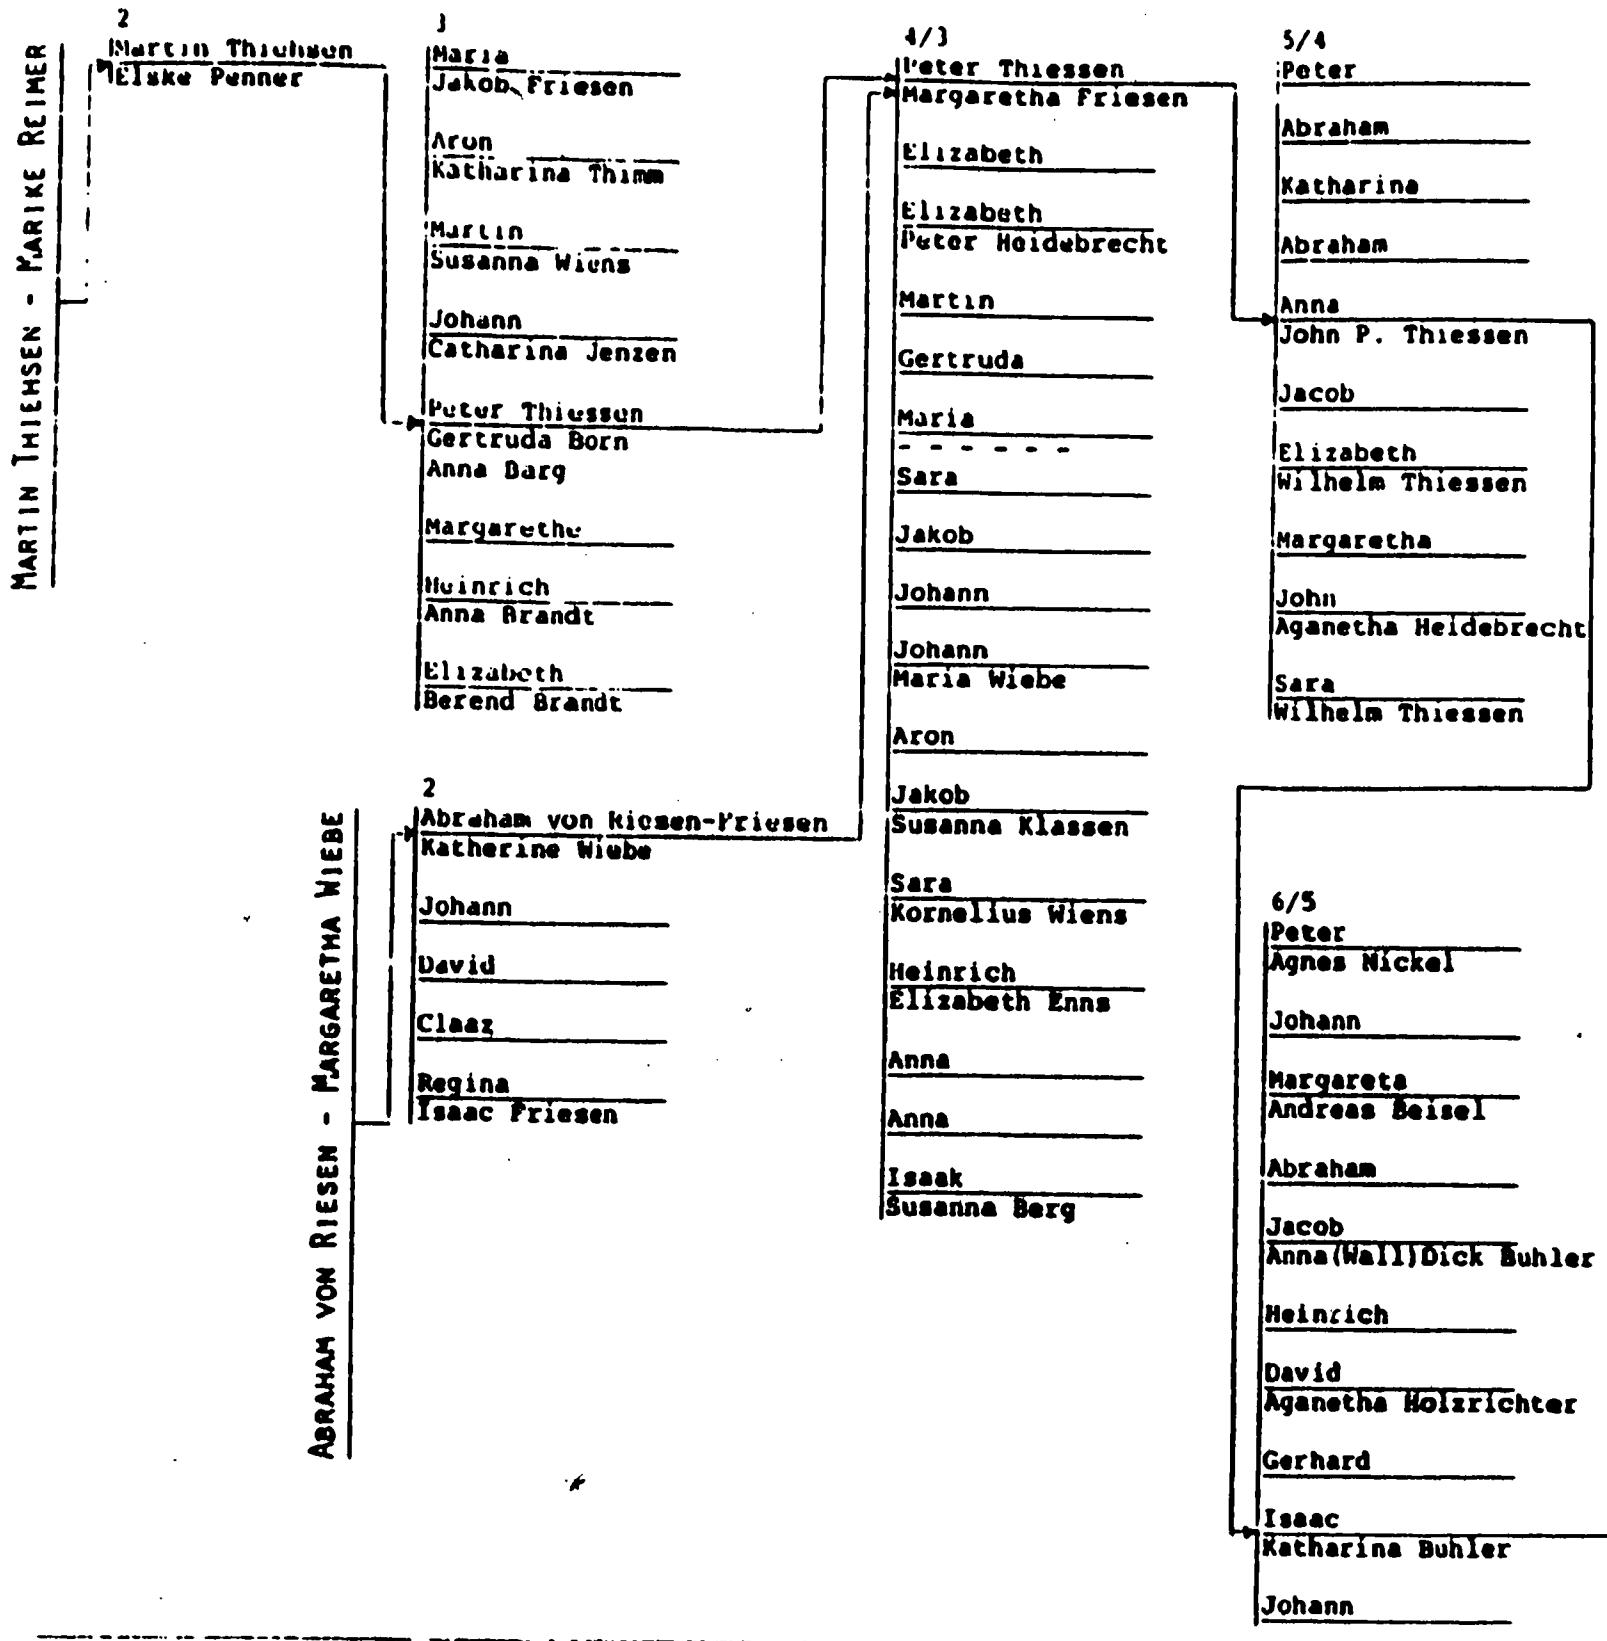 MARTIN THIEHSEN - MARIKE REIMER
2
Martin Thiehsen
Elske Penner
3
Maria
Jakob Friesen
Aron
Katharina Thimm
Martin
Susanna Wiens
Johann
Catharina Jenzen
Peter Thiessen
Gertruda Born
Anna Barg
Margarethe
Heinrich
Anna Brandt
Elizabeth
Berend Brandt
ABRAHAM VON RIESEN - MARGARETHA WIEBE
2
Abraham von Riesen-Friesen
Katherine Wiebe
Johann
David
Claaz
Regina
Isaac Friesen
4/3
Peter Thiessen
Margaretha Friesen
Elizabeth
Elizabeth
Peter Heidebrecht
Martin
Gertruda
Maria
- - - - - -
Sara
Jakob
Johann
Johann
Maria Wiebe
Aron
Jakob
Susanna Klassen
Sara
Kornelius Wiens
Heinrich
Elizabeth Enns
Anna
Anna
Isaak
Susanna Berg
5/4
Peter
Abraham
Katharina
Abraham
Anna
John P. Thiessen
Jacob
Elizabeth
Wilhelm Thiessen
Margaretha
John
Aganetha Heidebrecht
Sara
Wilhelm Thiessen
6/5
Peter
Agnes Nickel
Johann
Margareta
Andreas Beisel
Abraham
Jacob
Anna(Wall)Dick Buhler
Heinrich
David
Aganetha Holzrichter
Gerhard
Isaac
Katharina Buhler
Johann